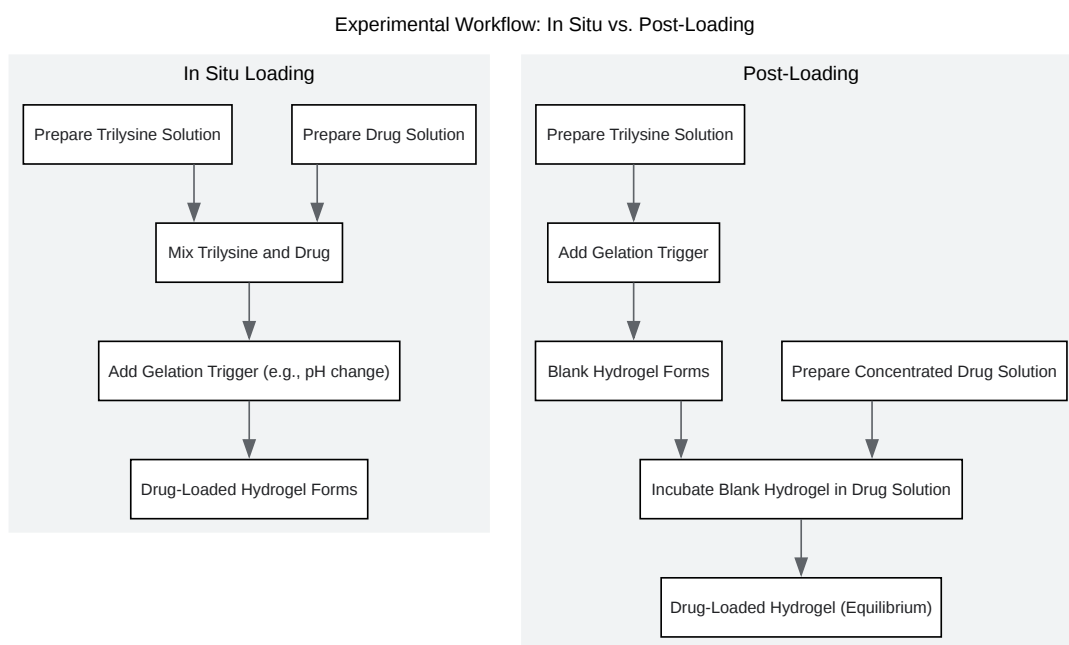 Experimental Workflow: In Situ vs. Post-Loading
In Situ Loading
Prepare Trilysine Solution
Prepare Drug Solution
Mix Trilysine and Drug
Add Gelation Trigger (e.g., pH change)
Drug-Loaded Hydrogel Forms
Post-Loading
Prepare Trilysine Solution
Add Gelation Trigger
Blank Hydrogel Forms
Prepare Concentrated Drug Solution
Incubate Blank Hydrogel in Drug Solution
Drug-Loaded Hydrogel (Equilibrium)